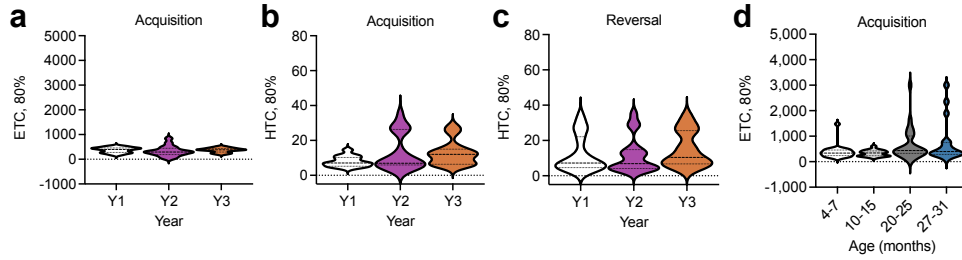 a
Acquisition
ETC, 80%
5000
4000
3000
2000
1000
0
-1000
Y1 Y2 Y3
Year
b
Acquisition
HTC, 80%
80
60
40
20
0
Y1 Y2 Y3
Year
c
Reversal
HTC, 80%
80
60
40
20
0
Y1 Y2 Y3
Year
d
Acquisition
ETC, 80%
5,000
4,000
3,000
2,000
1,000
0
-1,000
4-7 10-15 20-25 27-31
Age (months)